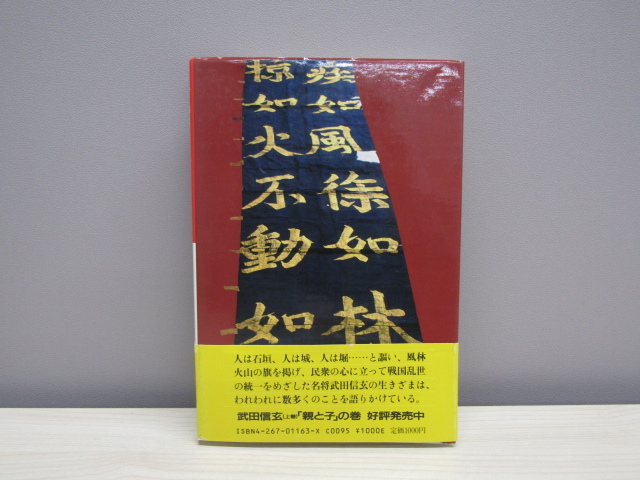 疾如風徐如林
掠如火不動如
人は石垣、人は城、人は堀……と謳い、風林
火山の旗を掲げ、民衆の心に立って戦国乱世
の統一をめざした名将武田信玄の生きざまは、
われわれに数多くのことを語りかけている。
武田信玄(上巻)「親と子」の巻 好評発売中
ISBN4-267-01163-X C0095 ¥1000E 定価1000円